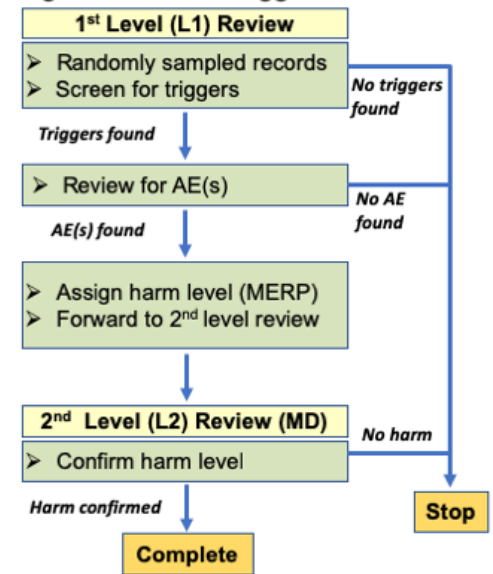 1st Level (L1) Review
➤ Randomly sampled records
➤ Screen for triggers
No triggers
found
Triggers found
➤ Review for AE(s)
No AE
found
AE(s) found
➤ Assign harm level (MERP)
➤ Forward to 2nd level review
2nd Level (L2) Review (MD)
No harm
➤ Confirm harm level
Harm confirmed
Stop
Complete